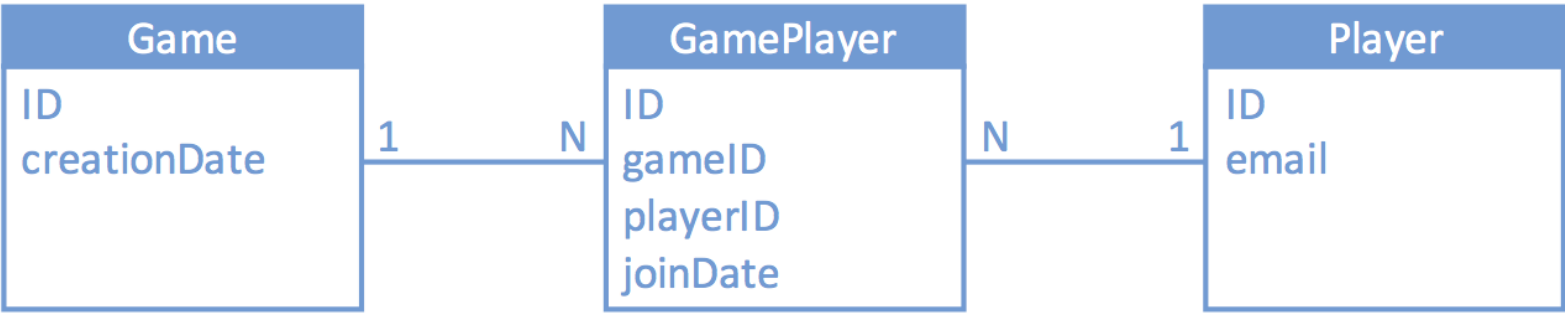 Game
ID
creationDate
1
N
GamePlayer
ID
gameID
playerID
joinDate
N
1
Player
ID
email